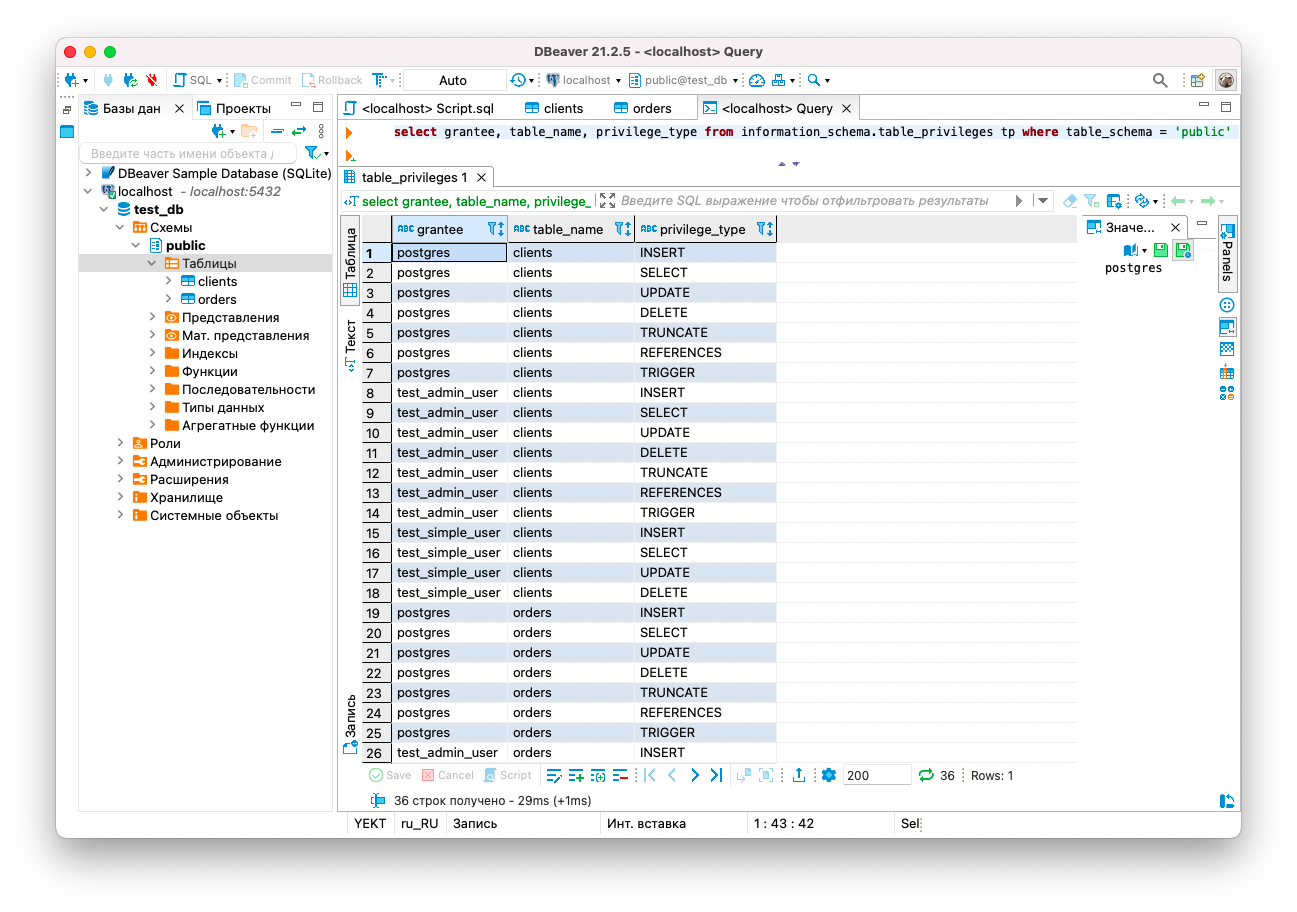 DBeaver 21.2.5 - <localhost> Query
SQL Commit Rollback Auto localhost public@test_db
Базы дан Проекты
Введите часть имени объекта
DBeaver Sample Database (SQLite)
localhost - localhost:5432
test_db
Схемы
public
Таблицы
clients
orders
Представления
Мат. представления
Индексы
Функции
Последовательности
Типы данных
Агрегатные функции
Роли
Администрирование
Расширения
Хранилище
Системные объекты
<localhost> Script.sql clients orders <localhost> Query
select grantee, table_name, privilege_type from information_schema.table_privileges tp where table_schema = 'public'
table_privileges 1
select grantee, table_name, privilege_ Введите SQL выражение чтобы отфильтровать результаты
Таблица
Текст
Запись
ABC grantee ABC table_name ABC privilege_type
1 postgres clients INSERT
2 postgres clients SELECT
3 postgres clients UPDATE
4 postgres clients DELETE
5 postgres clients TRUNCATE
6 postgres clients REFERENCES
7 postgres clients TRIGGER
8 test_admin_user clients INSERT
9 test_admin_user clients SELECT
10 test_admin_user clients UPDATE
11 test_admin_user clients DELETE
12 test_admin_user clients TRUNCATE
13 test_admin_user clients REFERENCES
14 test_admin_user clients TRIGGER
15 test_simple_user clients INSERT
16 test_simple_user clients SELECT
17 test_simple_user clients UPDATE
18 test_simple_user clients DELETE
19 postgres orders INSERT
20 postgres orders SELECT
21 postgres orders UPDATE
22 postgres orders DELETE
23 postgres orders TRUNCATE
24 postgres orders REFERENCES
25 postgres orders TRIGGER
26 test_admin_user orders INSERT
Значе...
postgres
Panels
Save Cancel Script 200 36 Rows: 1
36 строк получено - 29ms (+1ms)
YEKT ru_RU Запись Инт. вставка 1 : 43 : 42 Sel